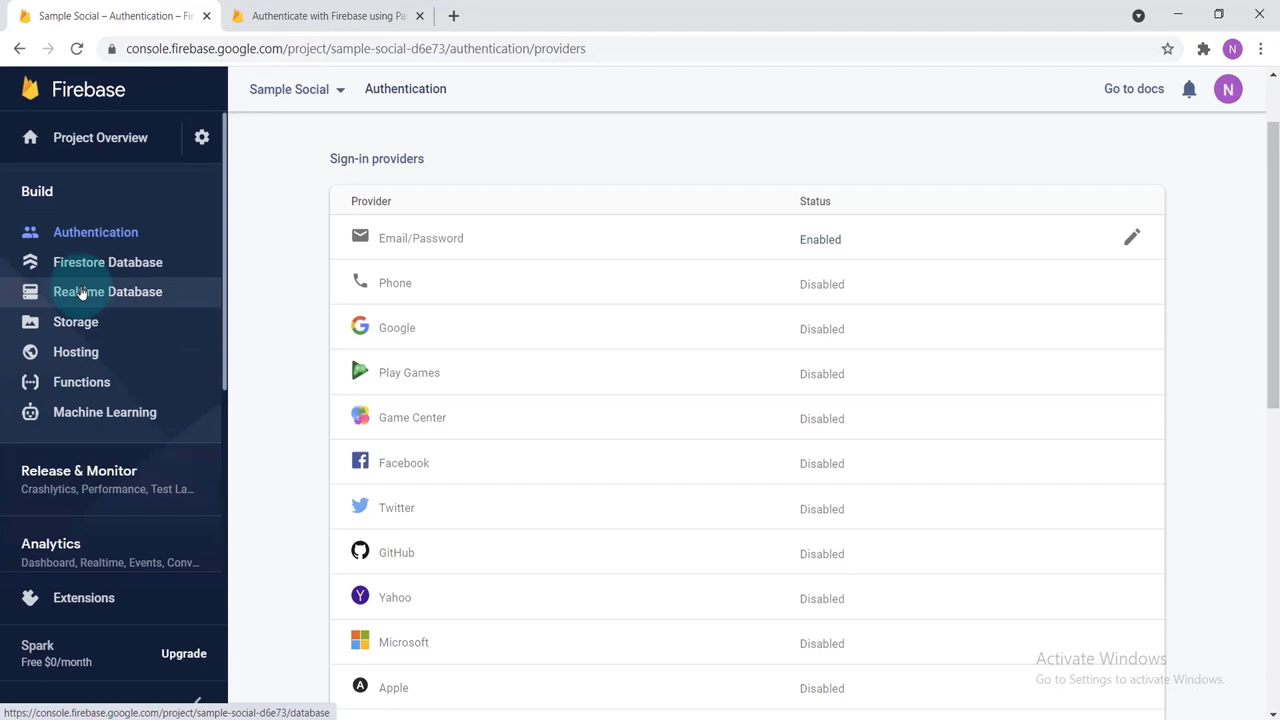 Sample Social – Authentication – Fi
Authenticate with Firebase using Pa
console.firebase.google.com/project/sample-social-d6e73/authentication/providers
N
Firebase
Sample Social
Authentication
Go to docs
N
Project Overview
Build
Authentication
Firestore Database
Realtime Database
Storage
Hosting
Functions
Machine Learning
Release & Monitor
Crashlytics, Performance, Test La...
Analytics
Dashboard, Realtime, Events, Conv...
Extensions
Spark
Free $0/month
Upgrade
Sign-in providers
Provider Status
Email/Password Enabled
Phone Disabled
Google Disabled
Play Games Disabled
Game Center Disabled
Facebook Disabled
Twitter Disabled
GitHub Disabled
Yahoo Disabled
Microsoft Disabled
Apple Disabled
Activate Windows
Go to Settings to activate Windows.
https://console.firebase.google.com/project/sample-social-d6e73/database